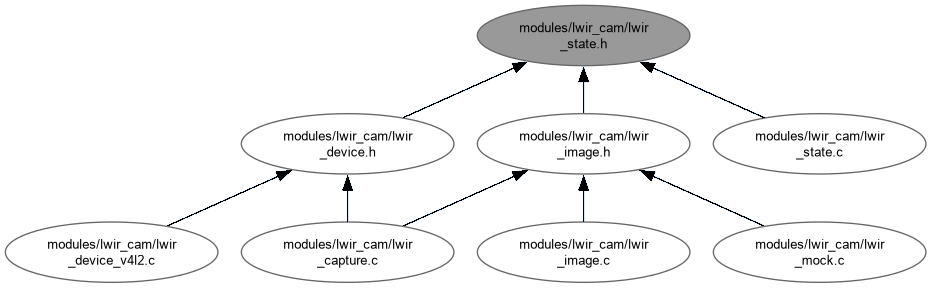 modules/lwir_cam/lwir
_state.h
modules/lwir_cam/lwir
_device.h
modules/lwir_cam/lwir
_image.h
modules/lwir_cam/lwir
_state.c
modules/lwir_cam/lwir
_device_v4l2.c
modules/lwir_cam/lwir
_capture.c
modules/lwir_cam/lwir
_image.c
modules/lwir_cam/lwir
_mock.c